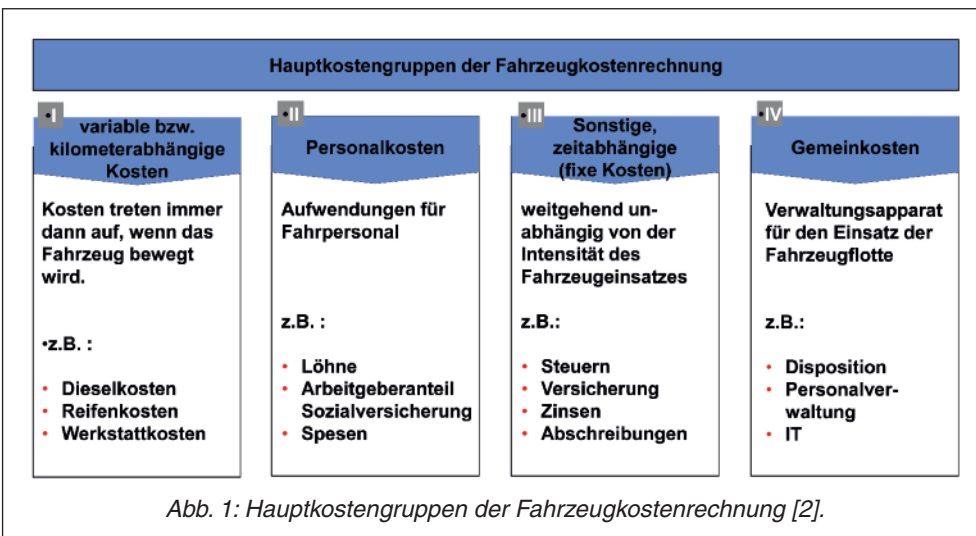 Hauptkostengruppen der Fahrzeugkostenrechnung
•I
variable bzw.
kilometerabhängige
Kosten
Kosten treten immer
dann auf, wenn das
Fahrzeug bewegt
wird.
•z.B. :
• Dieselkosten
• Reifenkosten
• Werkstattkosten
•II
Personalkosten
Aufwendungen für
Fahrpersonal
z.B. :
• Löhne
• Arbeitgeberanteil
Sozialversicherung
• Spesen
•III
Sonstige,
zeitabhängige
(fixe Kosten)
weitgehend un-
abhängig von der
Intensität des
Fahrzeugeinsatzes
z.B.:
• Steuern
• Versicherung
• Zinsen
• Abschreibungen
•IV
Gemeinkosten
Verwaltungsapparat
für den Einsatz der
Fahrzeugflotte
z.B.:
• Disposition
• Personalver-
waltung
• IT
Abb. 1: Hauptkostengruppen der Fahrzeugkostenrechnung [2].